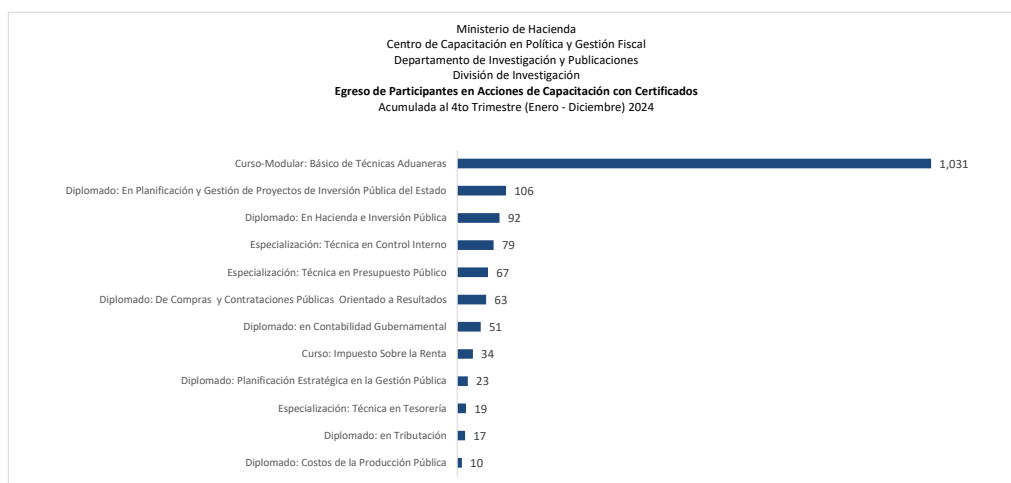 Ministerio de Hacienda
Centro de Capacitación en Política y Gestión Fiscal
Departamento de Investigación y Publicaciones
División de Investigación
Egreso de Participantes en Acciones de Capacitación con Certificados
Acumulada al 4to Trimestre (Enero - Diciembre) 2024
Curso-Modular: Básico de Técnicas Aduaneras 1,031
Diplomado: En Planificación y Gestión de Proyectos de Inversión Pública del Estado 106
Diplomado: En Hacienda e Inversión Pública 92
Especialización: Técnica en Control Interno 79
Especialización: Técnica en Presupuesto Público 67
Diplomado: De Compras y Contrataciones Públicas Orientado a Resultados 63
Diplomado: en Contabilidad Gubernamental 51
Curso: Impuesto Sobre la Renta 34
Diplomado: Planificación Estratégica en la Gestión Pública 23
Especialización: Técnica en Tesorería 19
Diplomado: en Tributación 17
Diplomado: Costos de la Producción Pública 10